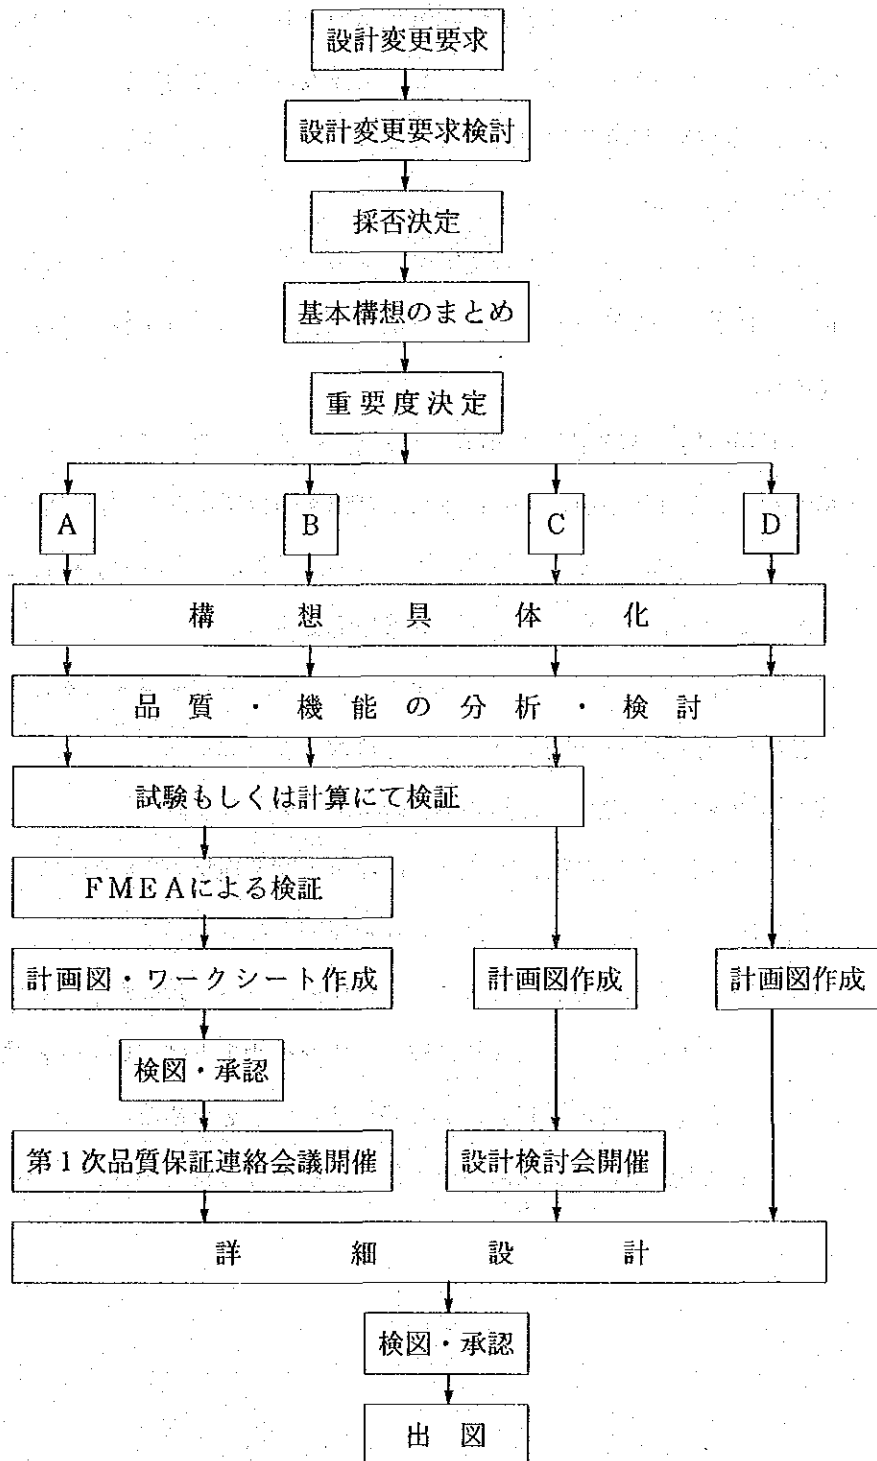 設計変更要求
設計変更要求検討
採否決定
基本構想のまとめ
重要度決定
A B C D
構想具体化
品質・機能の分析・検討
試験もしくは計算にて検証
FMEAによる検証
計画図・ワークシート作成 計画図作成 計画図作成
検図・承認
第1次品質保証連絡会議開催 設計検討会開催
詳細設計
検図・承認
出図